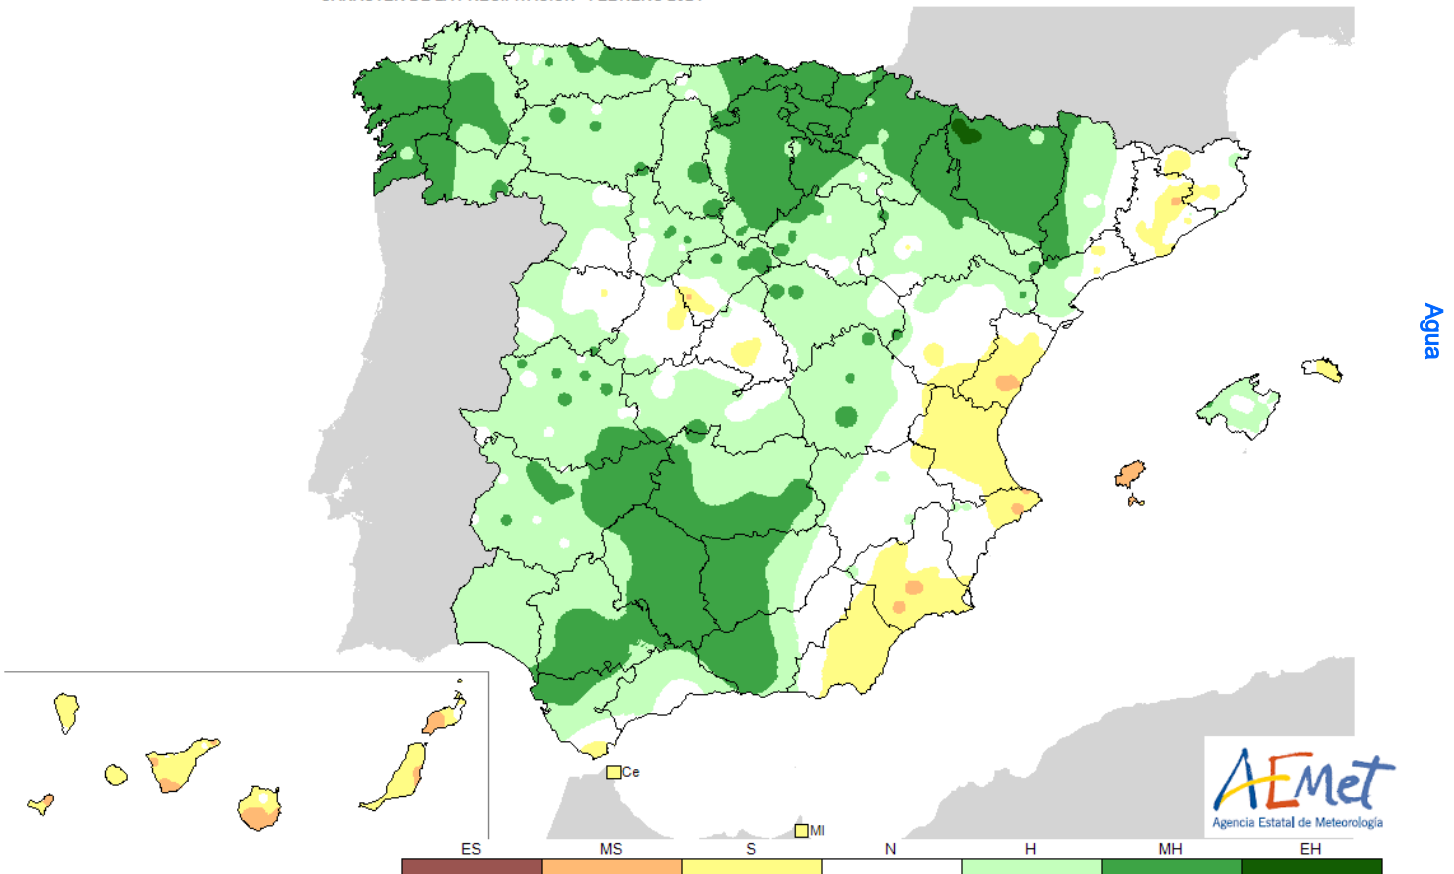 Agua
Ce
Ml
AEMet
Agencia Estatal de Meteorología
ES MS S N H MH EH